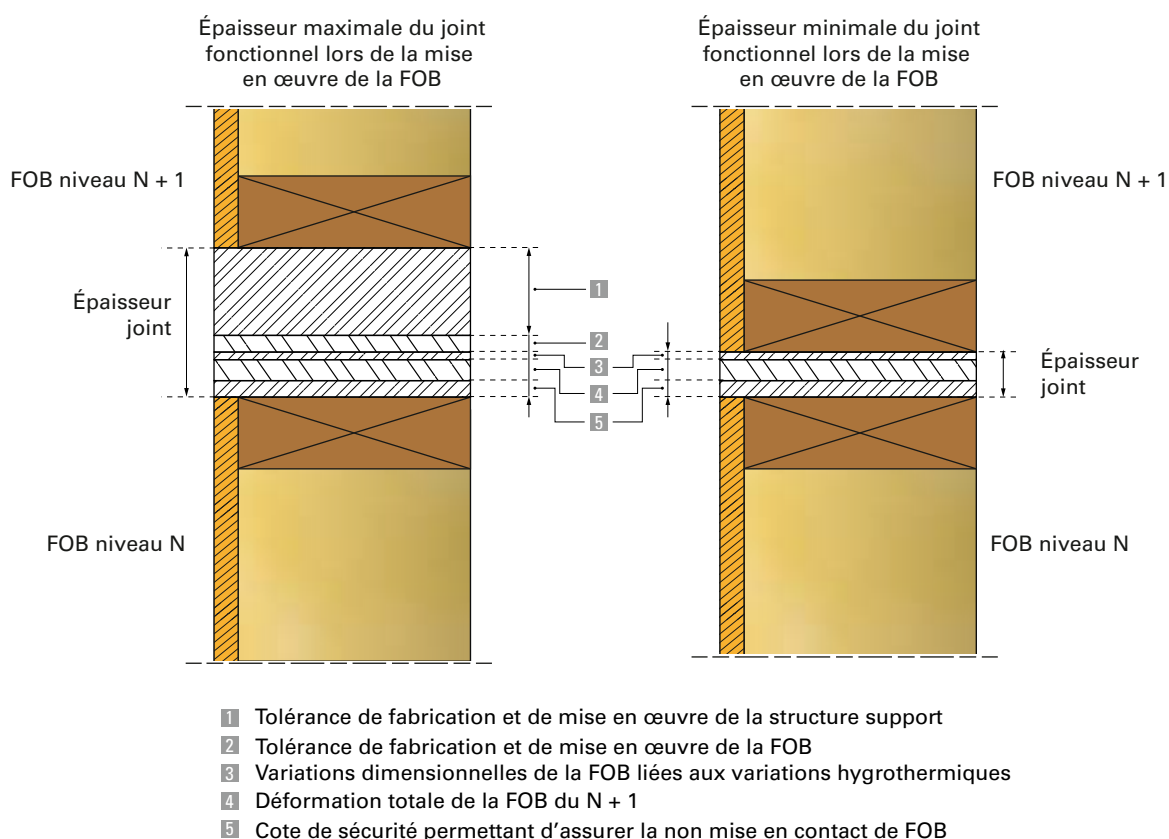 Épaisseur maximale du joint
fonctionnel lors de la mise
en œuvre de la FOB
Épaisseur minimale du joint
fonctionnel lors de la mise
en œuvre de la FOB
FOB niveau N + 1
FOB niveau N + 1
Épaisseur
joint
1
2
3
4
5
Épaisseur
joint
FOB niveau N
FOB niveau N
1 Tolérance de fabrication et de mise en œuvre de la structure support
2 Tolérance de fabrication et de mise en œuvre de la FOB
3 Variations dimensionnelles de la FOB liées aux variations hygrothermiques
4 Déformation totale de la FOB du N + 1
5 Cote de sécurité permettant d'assurer la non mise en contact de FOB